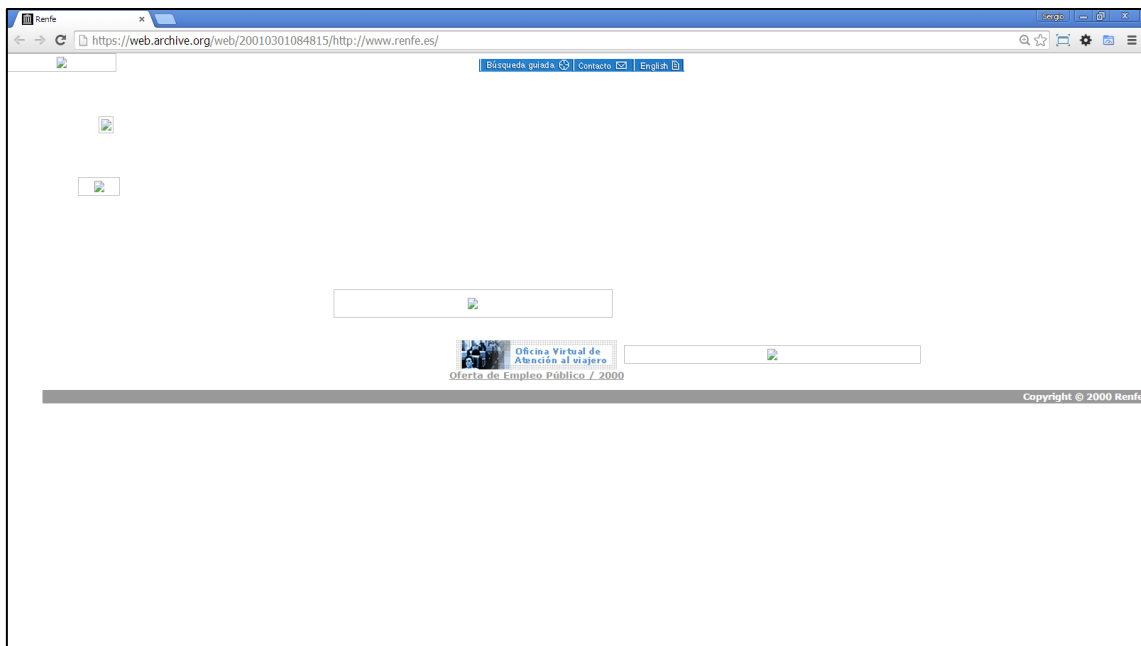 Renfe
Sergio
https://web.archive.org/web/20010301084815/http://www.renfe.es/
Búsqueda guiada
Contacto
English
Oficina Virtual de
Atención al viajero
Oferta de Empleo Público / 2000
Copyright © 2000 Renfe